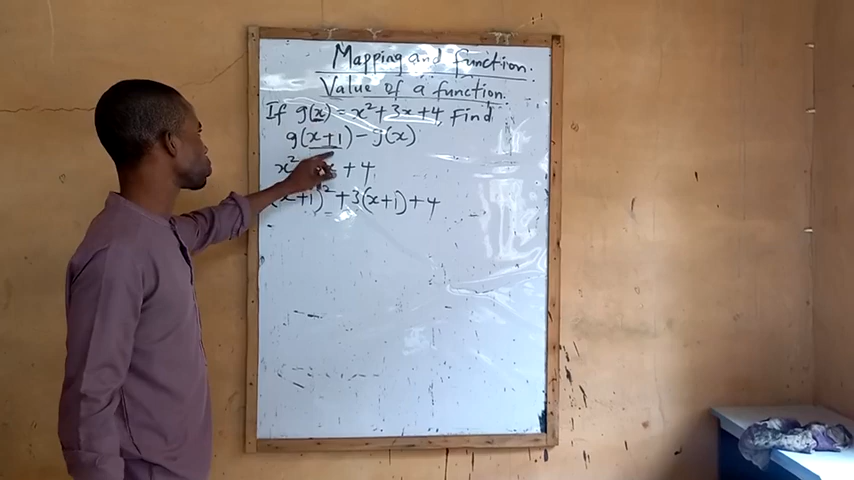 Mapping and function.
Value of a function.
If g(x) = x² + 3x + 4 Find
g(x+1) - g(x)
x² x + 4
(x+1)² + 3(x+1) + 4